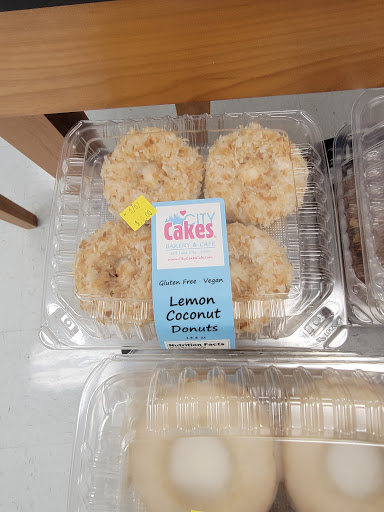 CITY
Cakes
BAKERY & CAFE
Gluten Free - Vegan
Lemon
Coconut
Donuts
Nutrition Facts